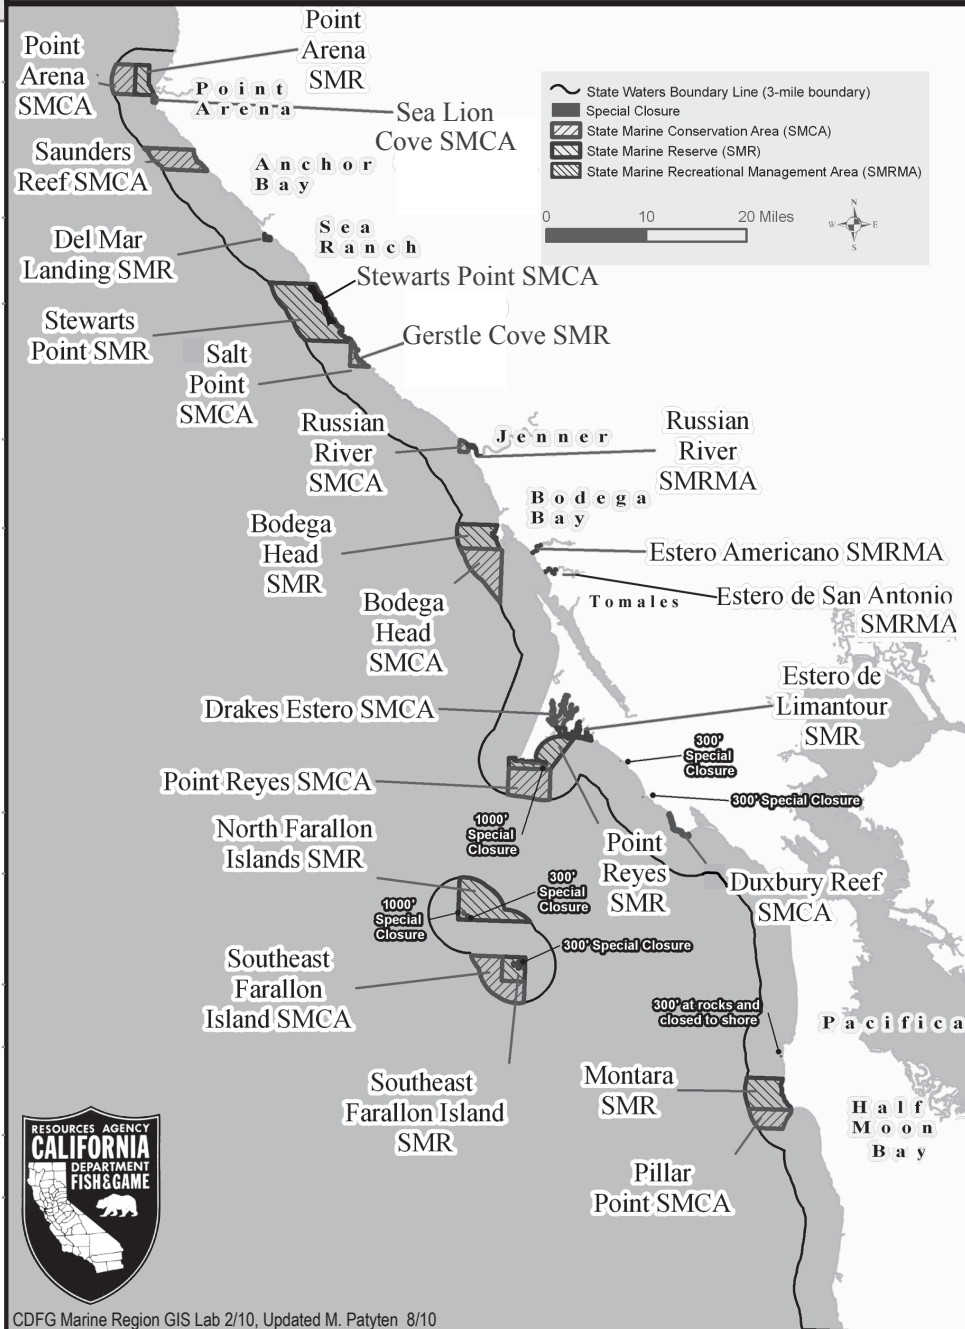 Point
Arena
SMCA
Point
Arena
SMR
Point
Arena
Sea Lion
Cove SMCA
State Waters Boundary Line (3-mile boundary)
Special Closure
State Marine Conservation Area (SMCA)
State Marine Reserve (SMR)
State Marine Recreational Management Area (SMRMA)
0 10 20 Miles
N
W E
S
Saunders
Reef SMCA
Anchor
Bay
Del Mar
Landing SMR
Sea
Ranch
Stewarts Point SMCA
Stewarts
Point SMR
Gerstle Cove SMR
Salt
Point
SMCA
Russian
River
SMCA
Jenner
Russian
River
SMRMA
Bodega
Bay
Bodega
Head
SMR
Estero Americano SMRMA
Tomales
Estero de San Antonio
SMRMA
Bodega
Head
SMCA
Drakes Estero SMCA
Estero de
Limantour
SMR
300'
Special
Closure
Point Reyes SMCA
300' Special Closure
1000'
Special
Closure
North Farallon
Islands SMR
Point
Reyes
SMR
Duxbury Reef
SMCA
300'
Special
Closure
1000'
Special
Closure
300' Special Closure
Southeast
Farallon
Island SMCA
300' at rocks and
closed to shore
Pacifica
Southeast
Farallon Island
SMR
Montara
SMR
Half
Moon
Bay
Pillar
Point SMCA
RESOURCES AGENCY
CALIFORNIA
DEPARTMENT
FISH&GAME
CDFG Marine Region GIS Lab 2/10, Updated M. Patyten 8/10